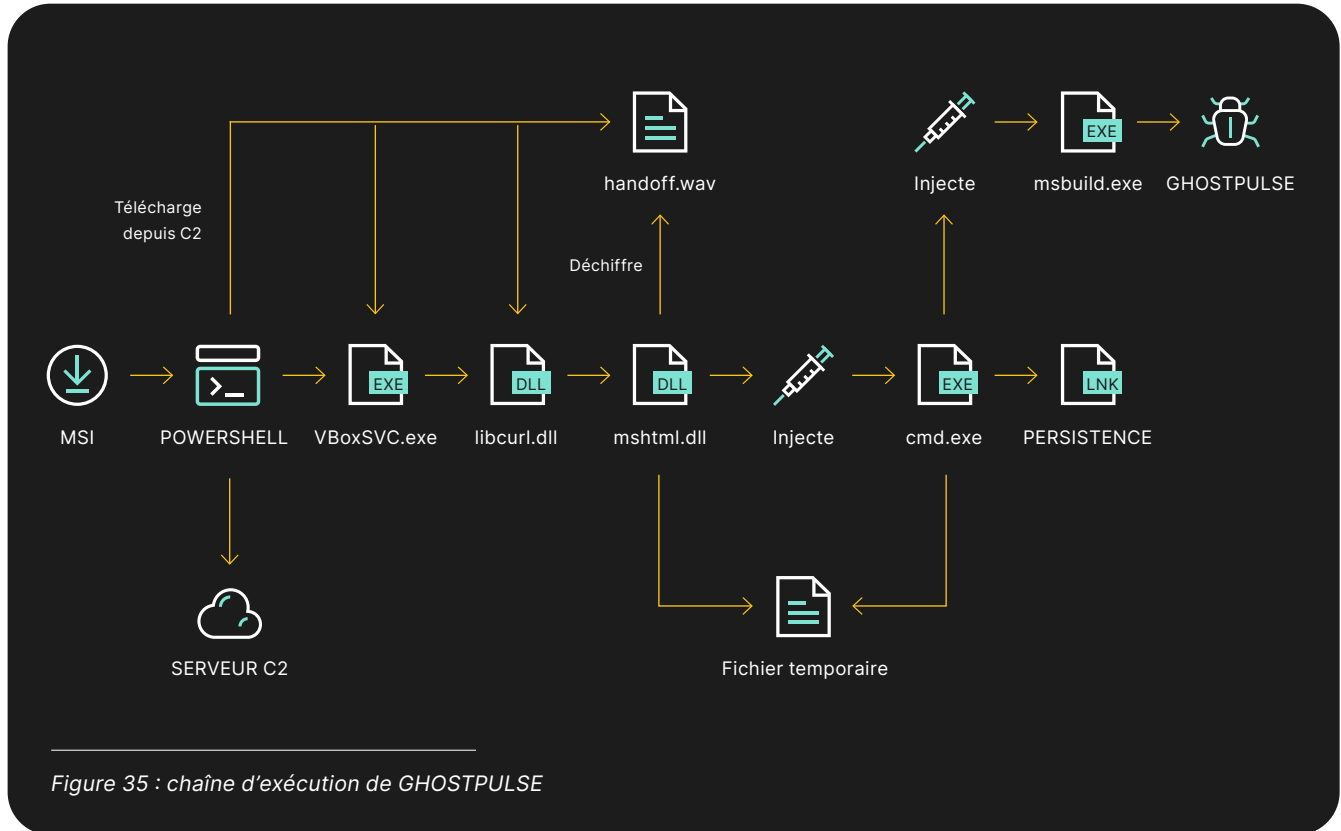 handoff.wav
Injecte
EXE
msbuild.exe
GHOSTPULSE
Télécharge
depuis C2
Déchiffre
MSI
POWERSHELL
EXE
VBoxSVC.exe
DLL
libcurl.dll
DLL
mshtml.dll
Injecte
EXE
cmd.exe
LNK
PERSISTENCE
SERVEUR C2
Fichier temporaire
Figure 35 : chaîne d’exécution de GHOSTPULSE